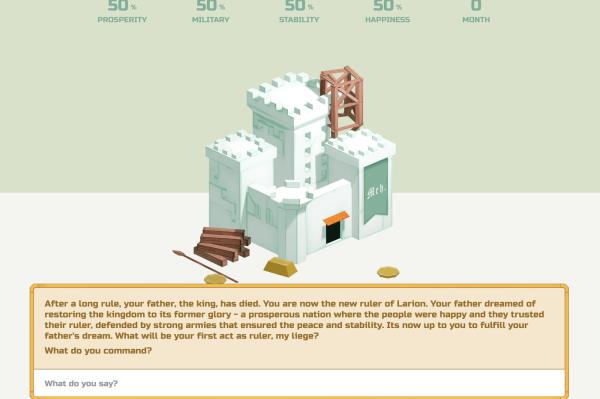 50 % 50 % 50 % 50 % 0
PROSPERITY MILITARY STABILITY HAPPINESS MONTH
Meh.
After a long rule, your father, the king, has died. You are now the new ruler of Larion. Your father dreamed of
restoring the kingdom to its former glory - a prosperous nation where the people were happy and they trusted
their ruler, defended by strong armies that ensured the peace and stability. Its now up to you to fulfill your
father's dream. What will be your first act as ruler, my liege?
What do you command?
What do you say?